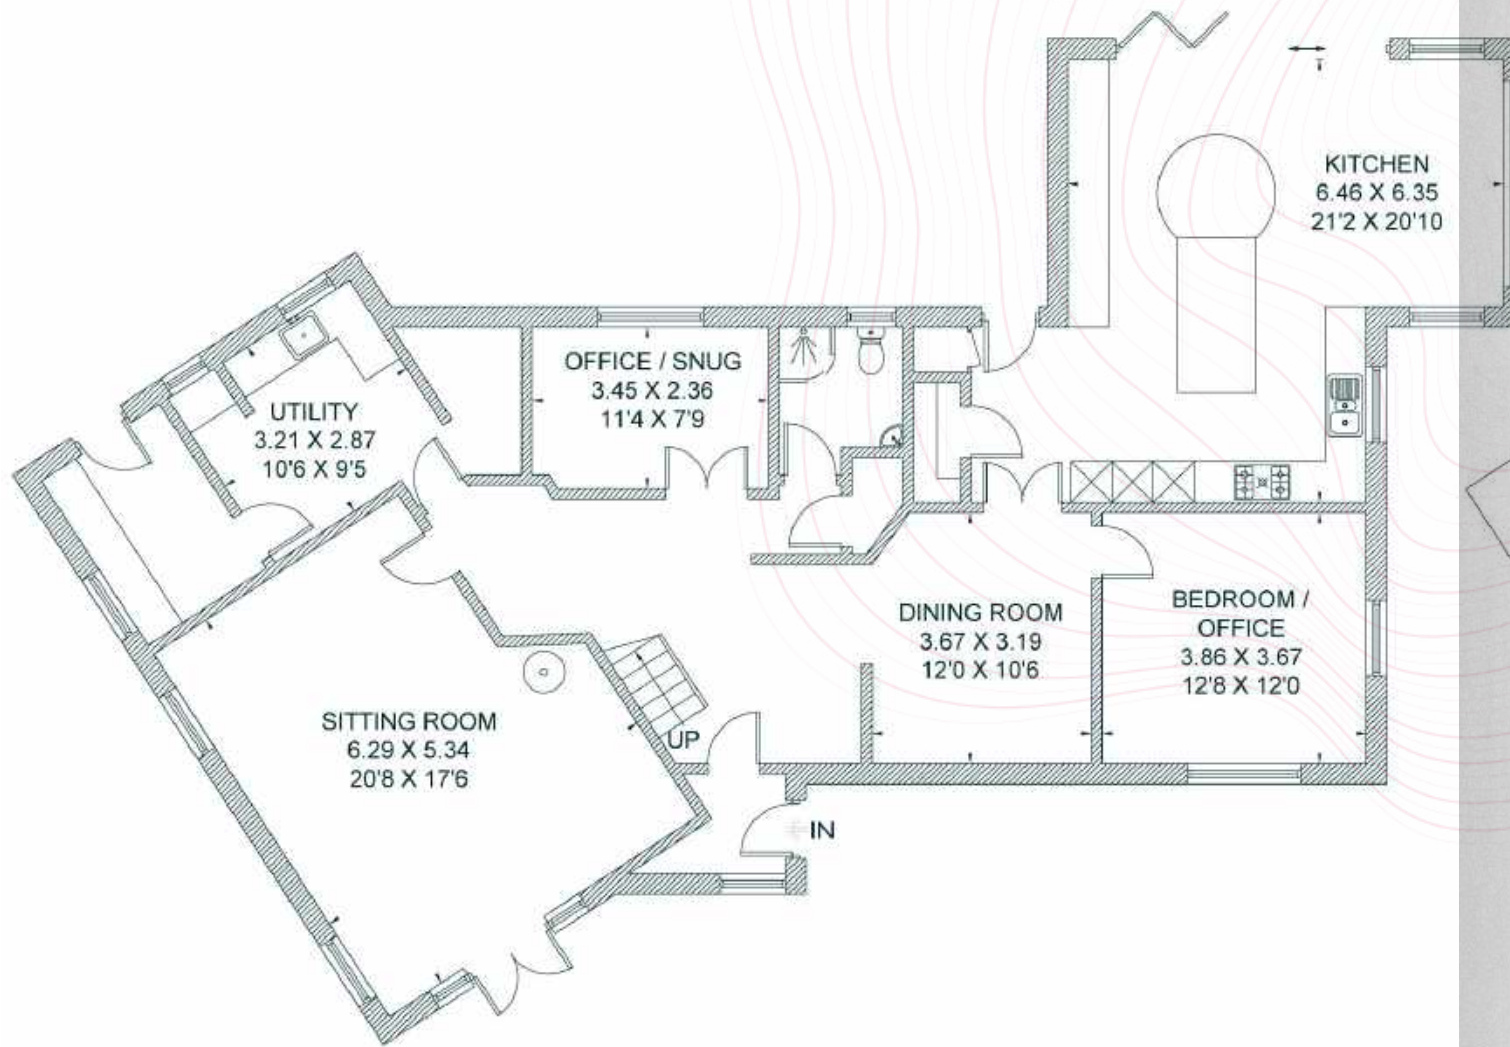 KITCHEN
6.46 X 6.35
21'2 X 20'10
OFFICE / SNUG
3.45 X 2.36
11'4 X 7'9
UTILITY
3.21 X 2.87
10'6 X 9'5
DINING ROOM
3.67 X 3.19
12'0 X 10'6
BEDROOM /
OFFICE
3.86 X 3.67
12'8 X 12'0
SITTING ROOM
6.29 X 5.34
20'8 X 17'6
UP
IN